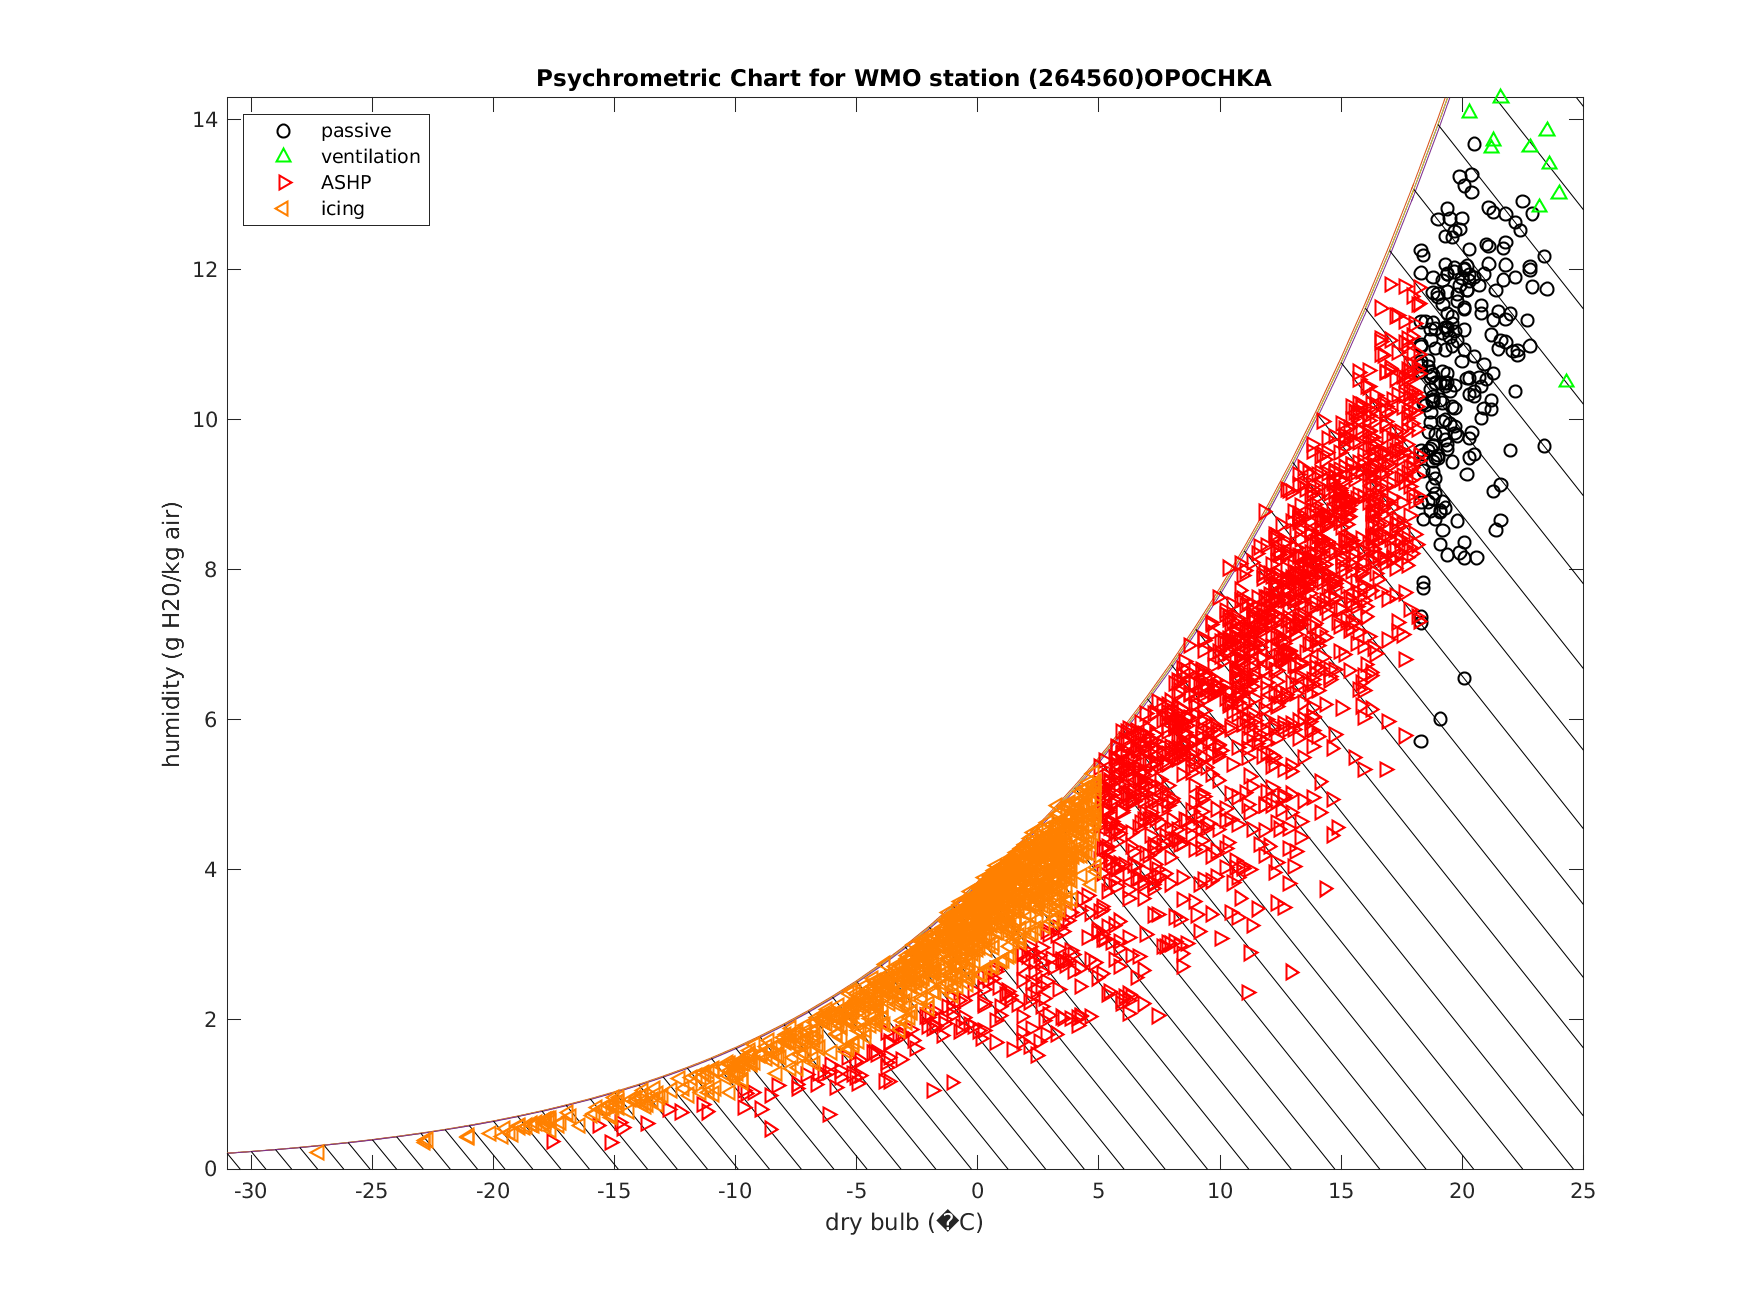 Psychrometric Chart for WMO station (264560)OPOCHKA
passive
ventilation
ASHP
icing
14
12
10
8
6
4
2
0
humidity (g H20/kg air)
-30 -25 -20 -15 -10 -5 0 5 10 15 20 25
dry bulb (�C)